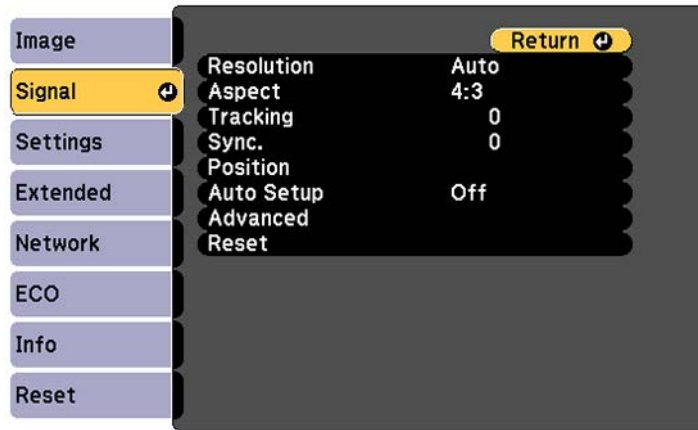 Image
Signal
Settings
Extended
Network
ECO
Info
Reset
Return
Resolution Auto
Aspect 4:3
Tracking 0
Sync. 0
Position
Auto Setup Off
Advanced
Reset